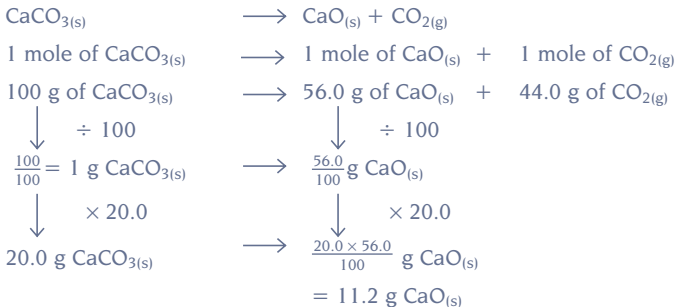 CaCO₃₍ₛ₎ ⟶ CaO₍ₛ₎ + CO₂(g)
1 mole of CaCO₃₍ₛ₎ ⟶ 1 mole of CaO₍ₛ₎ + 1 mole of CO₂(g)
100 g of CaCO₃₍ₛ₎ ⟶ 56.0 g of CaO₍ₛ₎ + 44.0 g of CO₂(g)
↓ ÷ 100 ↓ ÷ 100
100/100 = 1 g CaCO₃₍ₛ₎ ⟶ 56.0/100 g CaO₍ₛ₎
↓ × 20.0 ↓ × 20.0
20.0 g CaCO₃₍ₛ₎ ⟶ 20.0 × 56.0/100 g CaO₍ₛ₎
= 11.2 g CaO₍ₛ₎